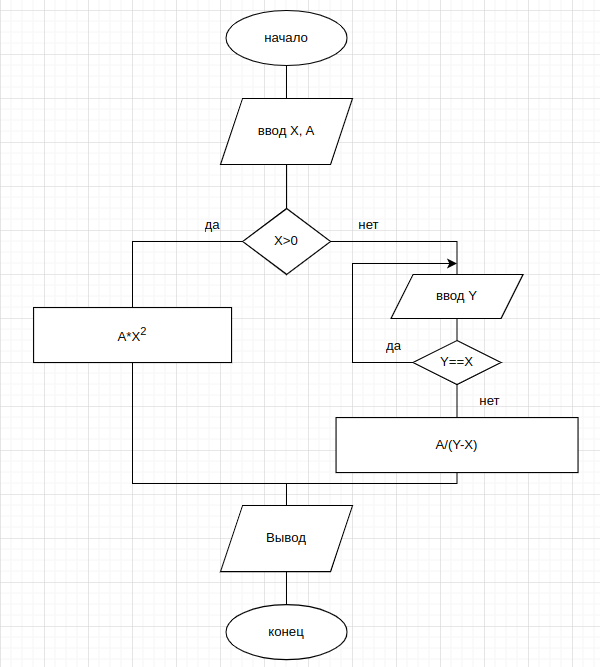 начало
ввод X, A
X>0
да
нет
A*X²
ввод Y
Y==X
да
нет
A/(Y-X)
Вывод
конец